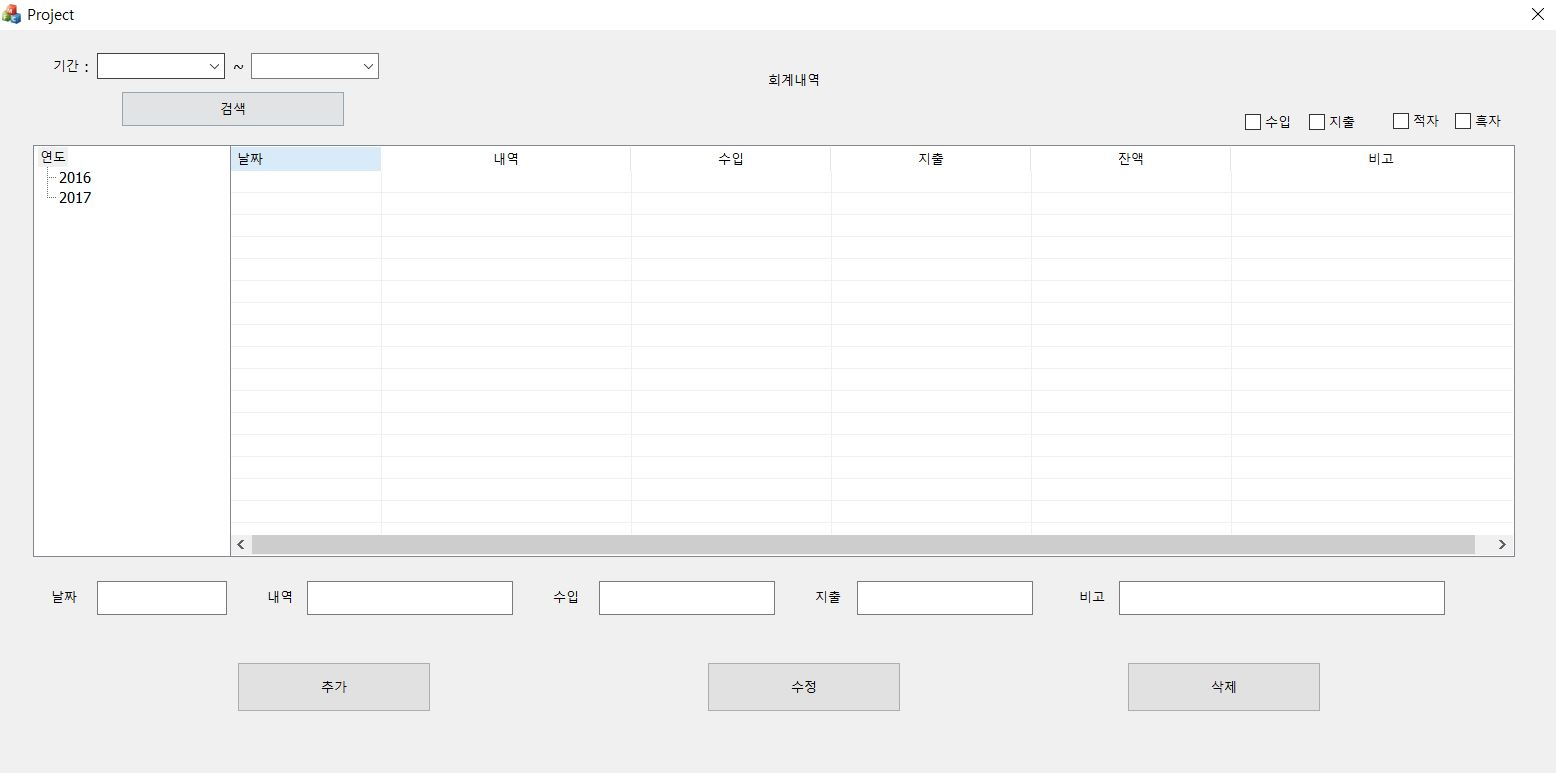 Project
기간 : ~
회계내역
검색
수입 지출 적자 흑자
연도 날짜 내역 수입 지출 잔액 비고
2016
2017
날짜 내역 수입 지출 비고
추가 수정 삭제